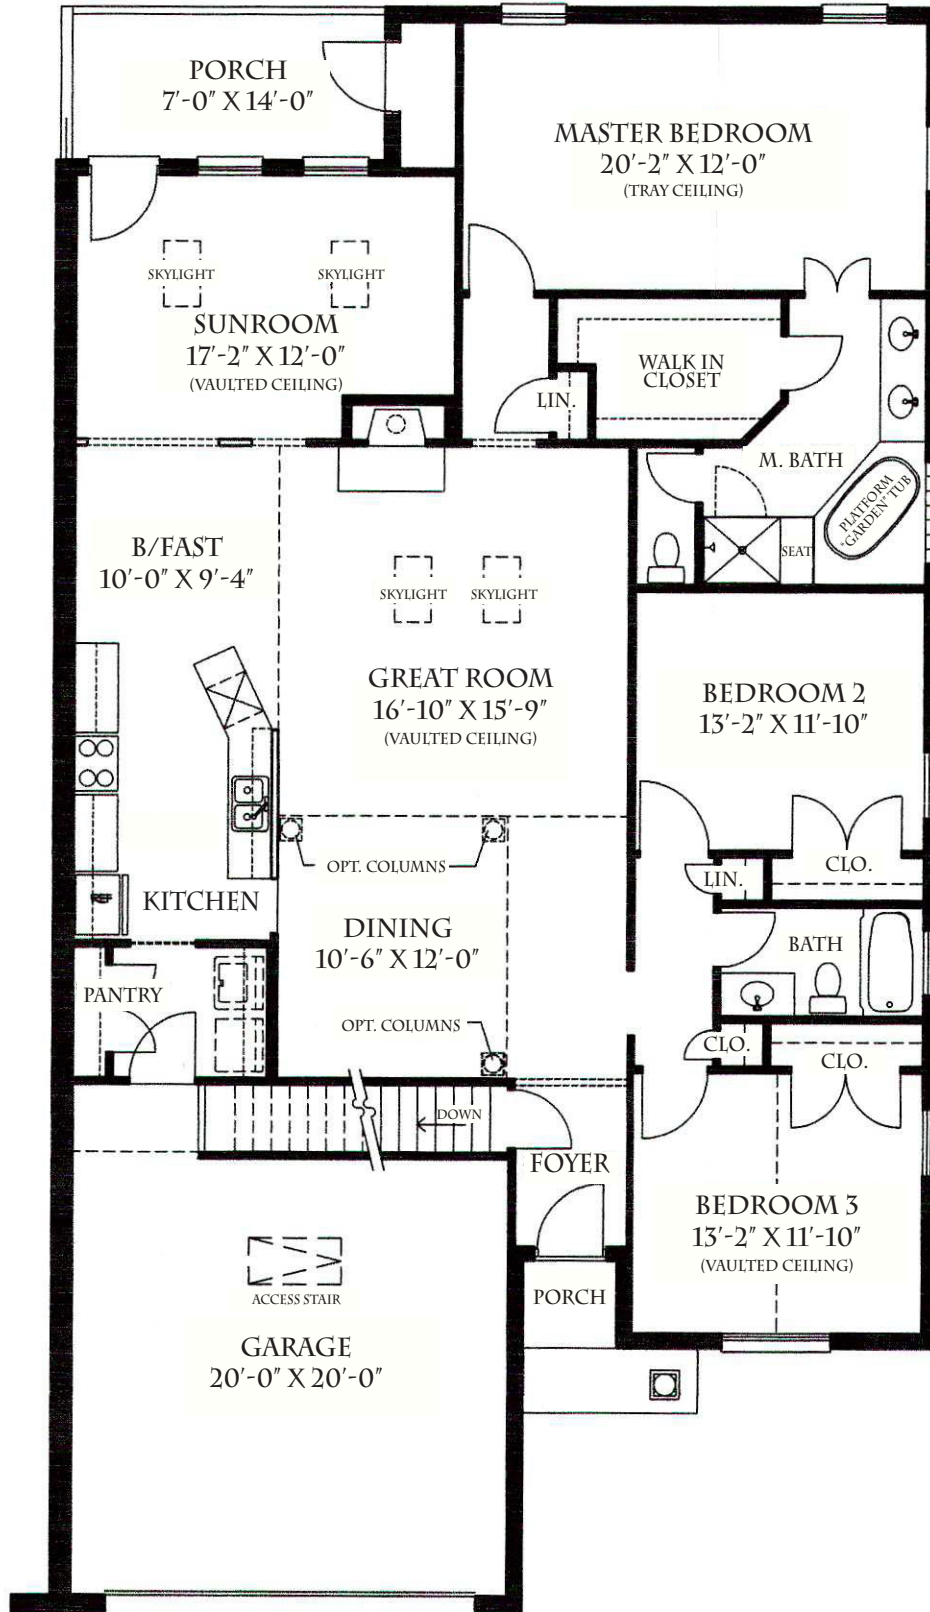 PORCH
7'-0" X 14'-0"
MASTER BEDROOM
20'-2" X 12'-0"
(TRAY CEILING)
SKYLIGHT
SKYLIGHT
SUNROOM
17'-2" X 12'-0"
(VAULTED CEILING)
WALK IN
CLOSET
LIN.
M. BATH
PLATFORM
"GARDEN" TUB
SEAT
B/FAST
10'-0" X 9'-4"
SKYLIGHT
SKYLIGHT
GREAT ROOM
16'-10" X 15'-9"
(VAULTED CEILING)
BEDROOM 2
13'-2" X 11'-10"
OPT. COLUMNS
LIN.
CLO.
KITCHEN
DINING
10'-6" X 12'-0"
BATH
PANTRY
OPT. COLUMNS
CLO.
CLO.
DOWN
FOYER
BEDROOM 3
13'-2" X 11'-10"
(VAULTED CEILING)
PORCH
ACCESS STAIR
GARAGE
20'-0" X 20'-0"